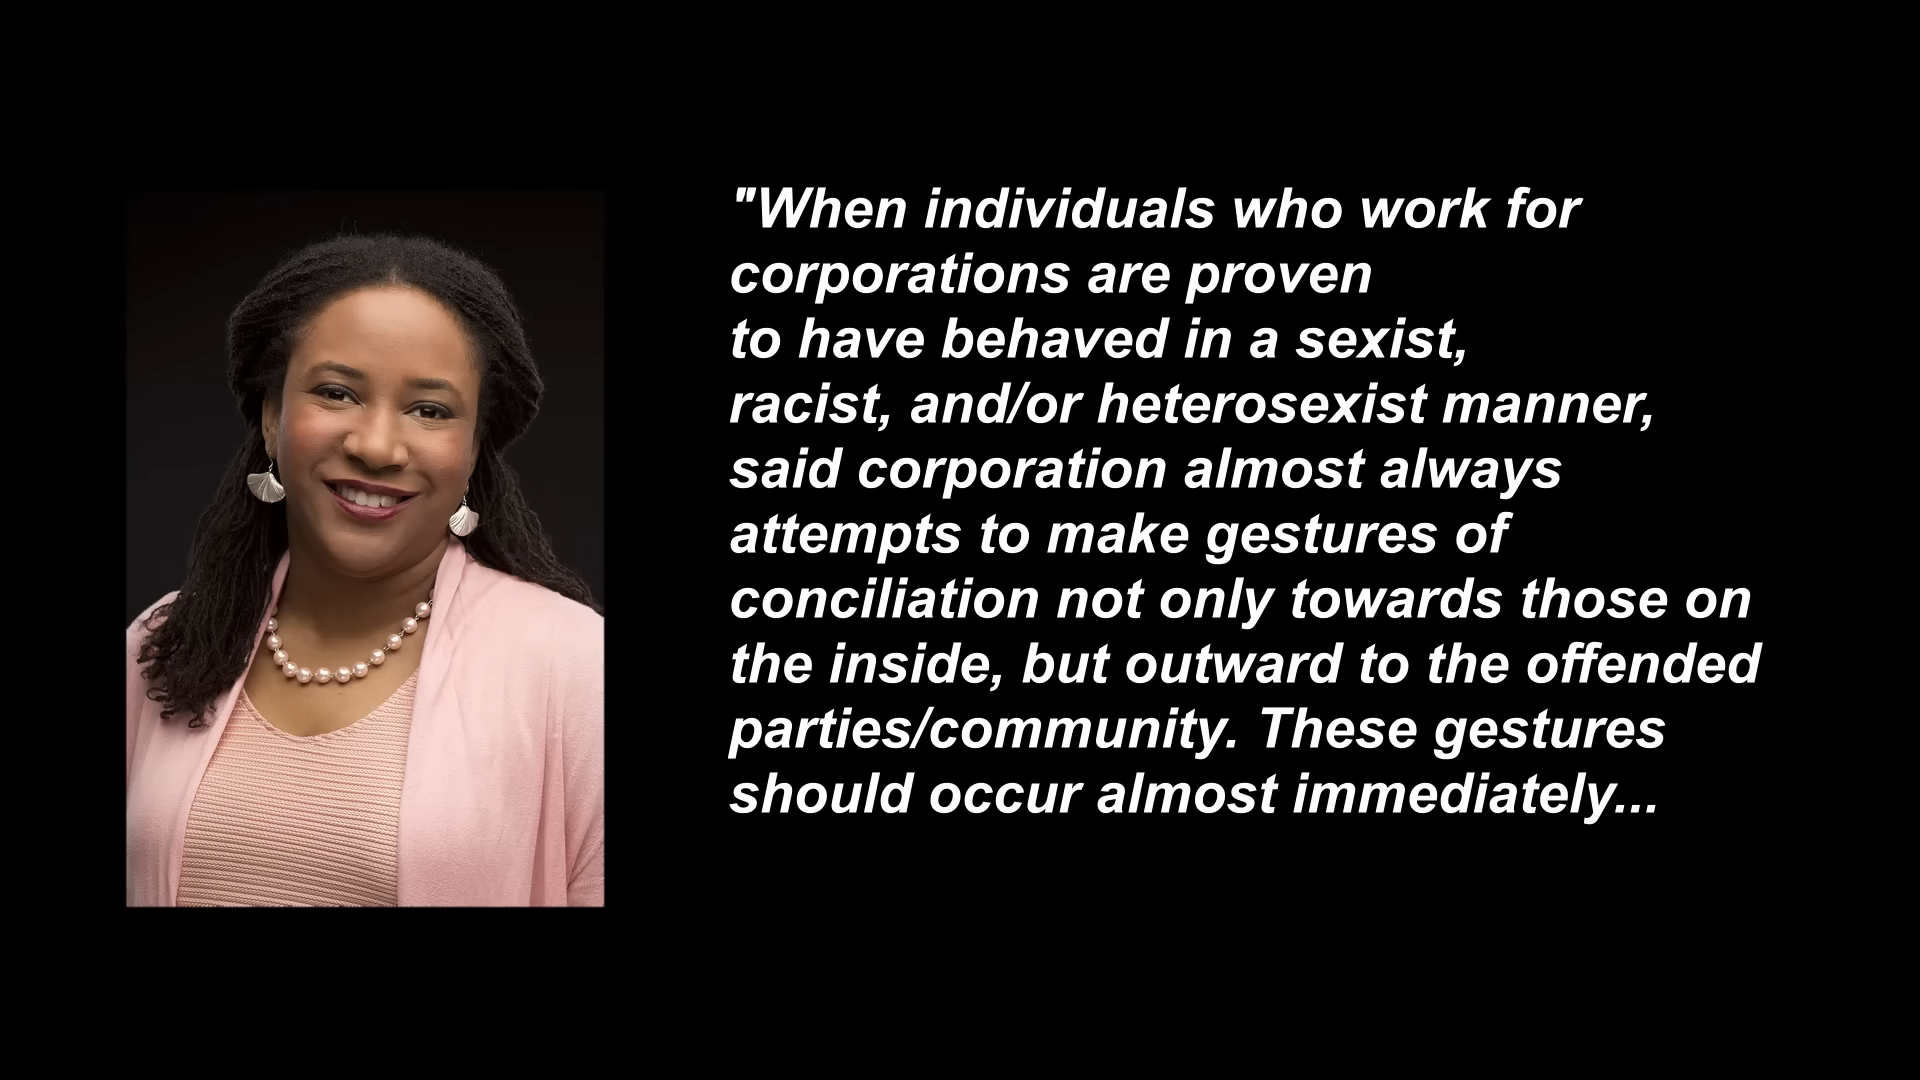 "When individuals who work for
corporations are proven
to have behaved in a sexist,
racist, and/or heterosexist manner,
said corporation almost always
attempts to make gestures of
conciliation not only towards those on
the inside, but outward to the offended
parties/community. These gestures
should occur almost immediately...